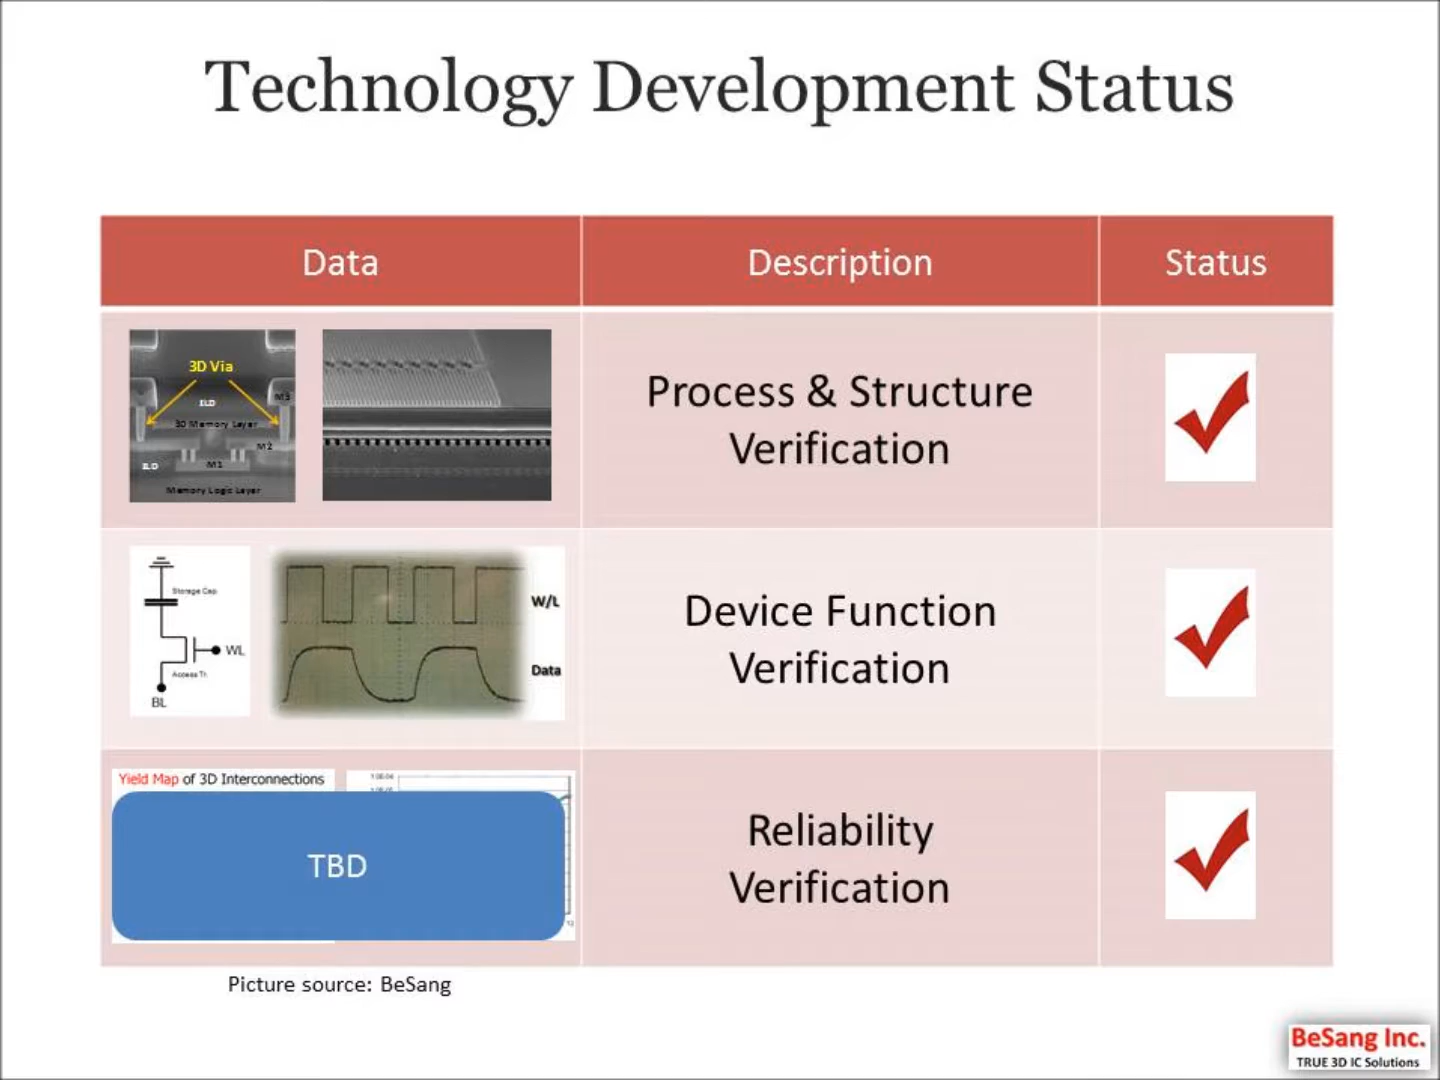 Technology Development Status
Data
Description
Status
3D Via
ILD
M3
3D Memory Layer
M2
ILD
M1
Memory Logic Layer
Process & Structure
Verification
Storage Cap
WL
Access Tr.
BL
W/L
Data
Device Function
Verification
Yield Map of 3D Interconnections
TBD
Reliability
Verification
Picture source: BeSang
BeSang Inc.
TRUE 3D IC Solutions